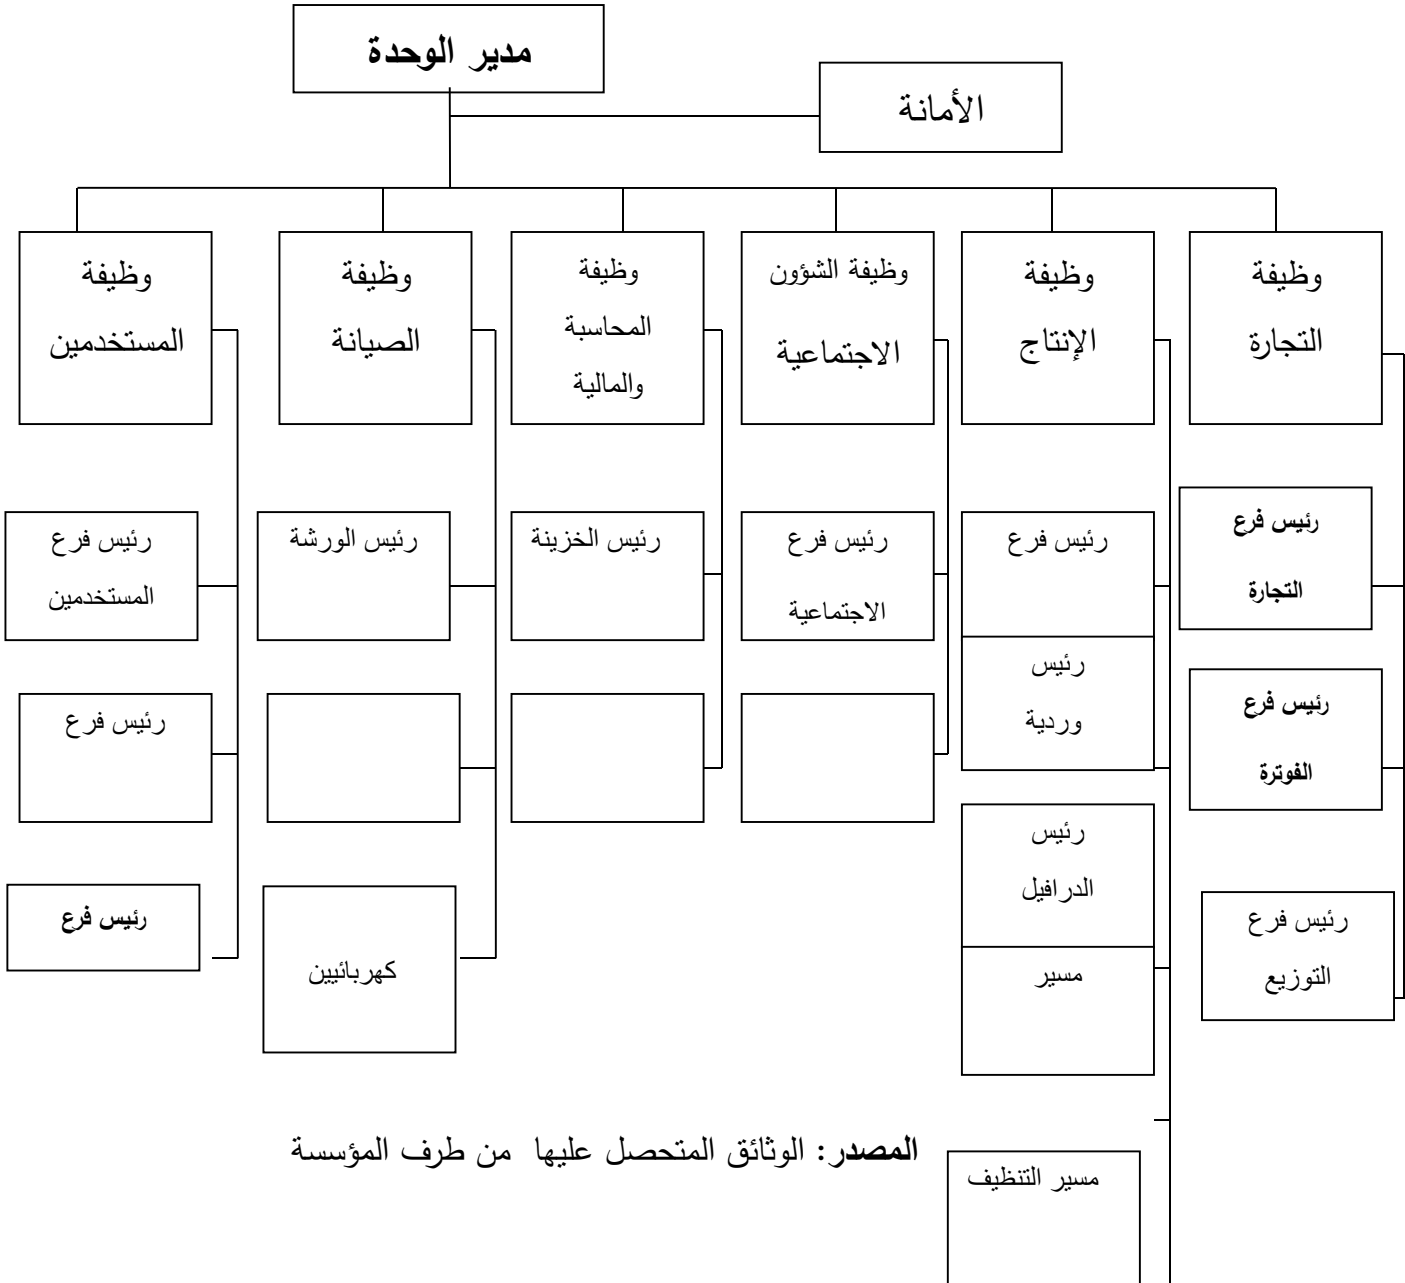 مدير الوحدة
الأمانة
وظيفة
التجارة
وظيفة
الإنتاج
وظيفة الشؤون
الاجتماعية
وظيفة
المحاسبة
والمالية
وظيفة
الصيانة
وظيفة
المستخدمين
رئيس فرع
التجارة
رئيس فرع
رئيس فرع
الاجتماعية
رئيس الخزينة
رئيس الورشة
رئيس فرع
المستخدمين
رئيس فرع
الفوترة
رئيس
وردية
رئيس فرع
رئيس فرع
التوزيع
رئيس
الدرافيل
مسير
كهربائيين
رئيس فرع
المصدر: الوثائق المتحصل عليها من طرف المؤسسة
مسير التنظيف